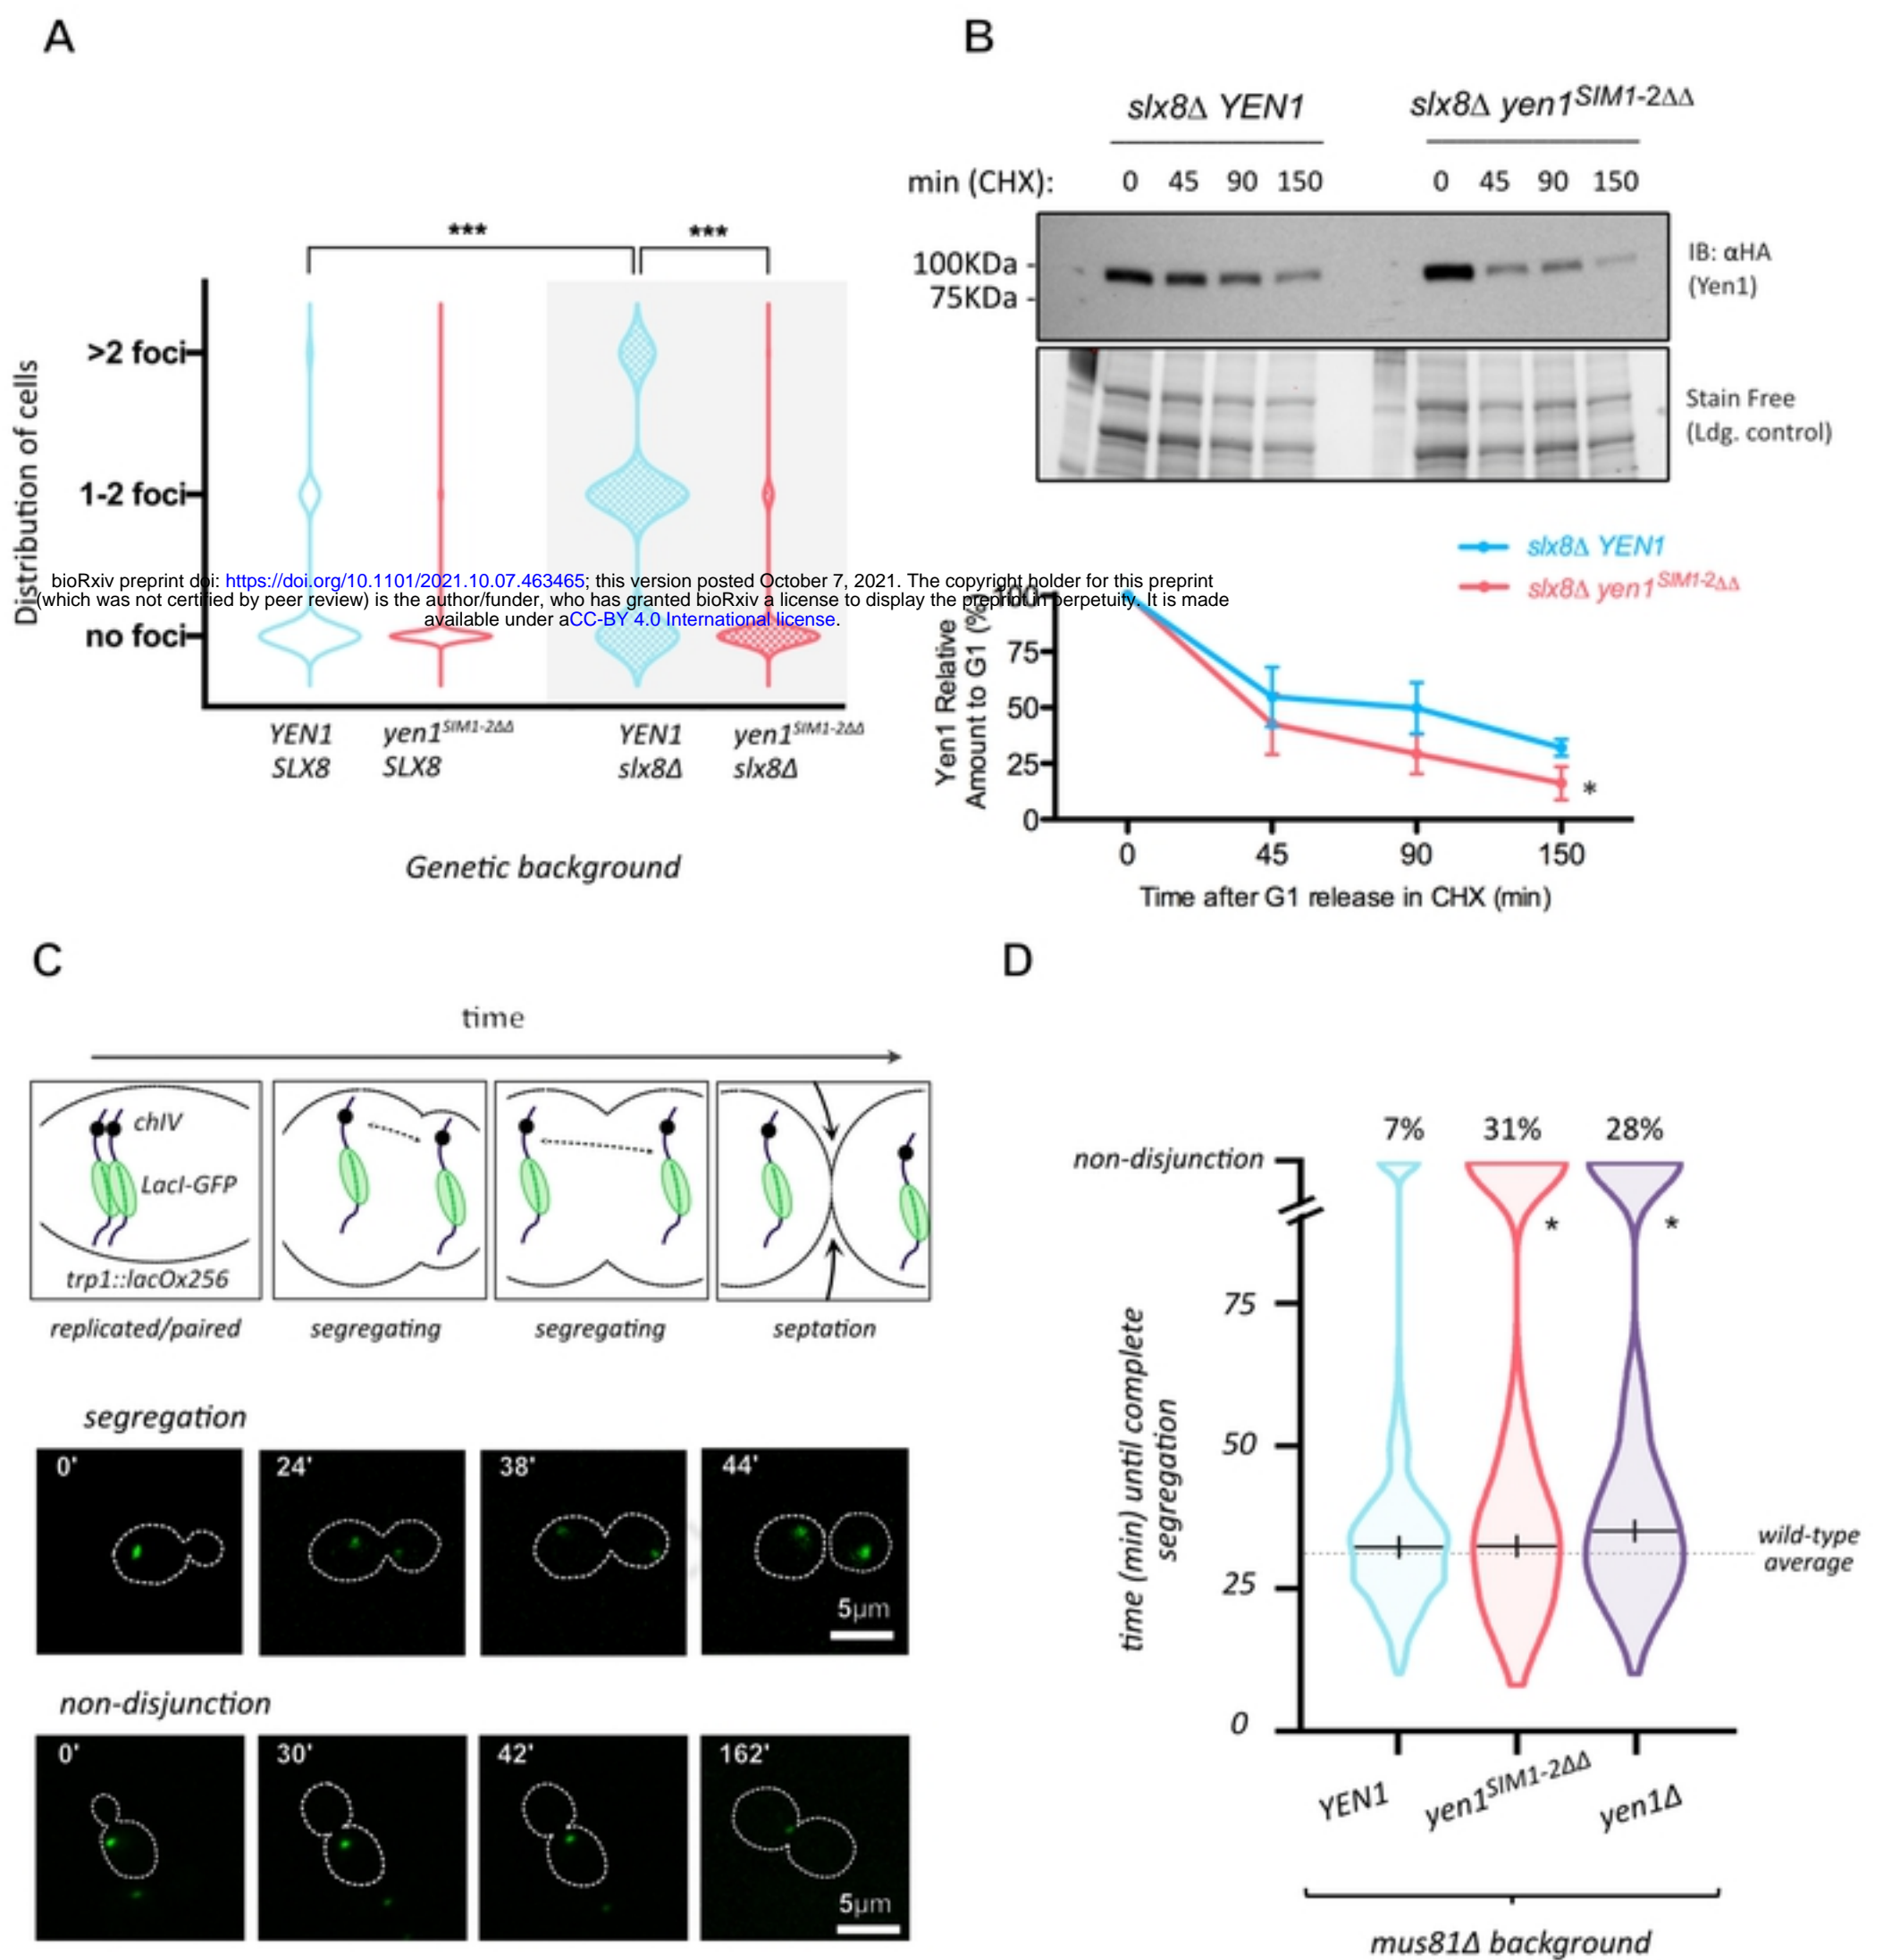 A
***
***
Distribution of cells
>2 foci
1-2 foci
no foci
YEN1
SLX8
yen1SIM1-2ΔΔ
SLX8
YEN1
slx8Δ
yen1SIM1-2ΔΔ
slx8Δ
Genetic background
bioRxiv preprint doi: https://doi.org/10.1101/2021.10.07.463465; this version posted October 7, 2021. The copyright holder for this preprint
(which was not certified by peer review) is the author/funder, who has granted bioRxiv a license to display the preprint in perpetuity. It is made
available under aCC-BY 4.0 International license.
B
slx8Δ YEN1
slx8Δ yen1SIM1-2ΔΔ
min (CHX): 0 45 90 150 0 45 90 150
100KDa -
75KDa -
IB: αHA
(Yen1)
Stain Free
(Ldg. control)
slx8Δ YEN1
slx8Δ yen1SIM1-2ΔΔ
Yen1 Relative
Amount to G1 (%)
100
75
50
25
0
*
0 45 90 150
Time after G1 release in CHX (min)
C
time
chIV
LacI-GFP
trp1::lacOx256
replicated/paired
segregating
segregating
septation
segregation
0'
24'
38'
44'
5µm
non-disjunction
0'
30'
42'
162'
5µm
D
7% 31% 28%
non-disjunction
*
*
75
50
25
0
time (min) until complete
segregation
wild-type
average
YEN1
yen1SIM1-2ΔΔ
yen1Δ
mus81Δ background